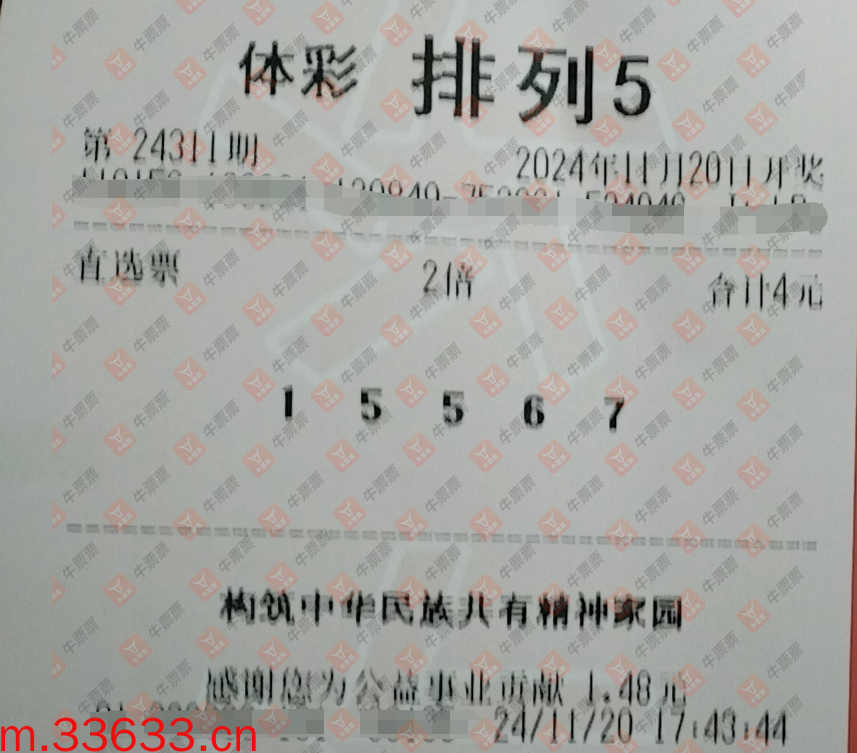 体彩 排列5
第 24311期 2024年11月20日开奖
直选票 2倍 合计4元
1 5 5 6 7
构筑中华民族共有精神家园
感谢您为公益事业贡献 1.48元
24/11/20 17:43:44
m.33633.cn
牛票票